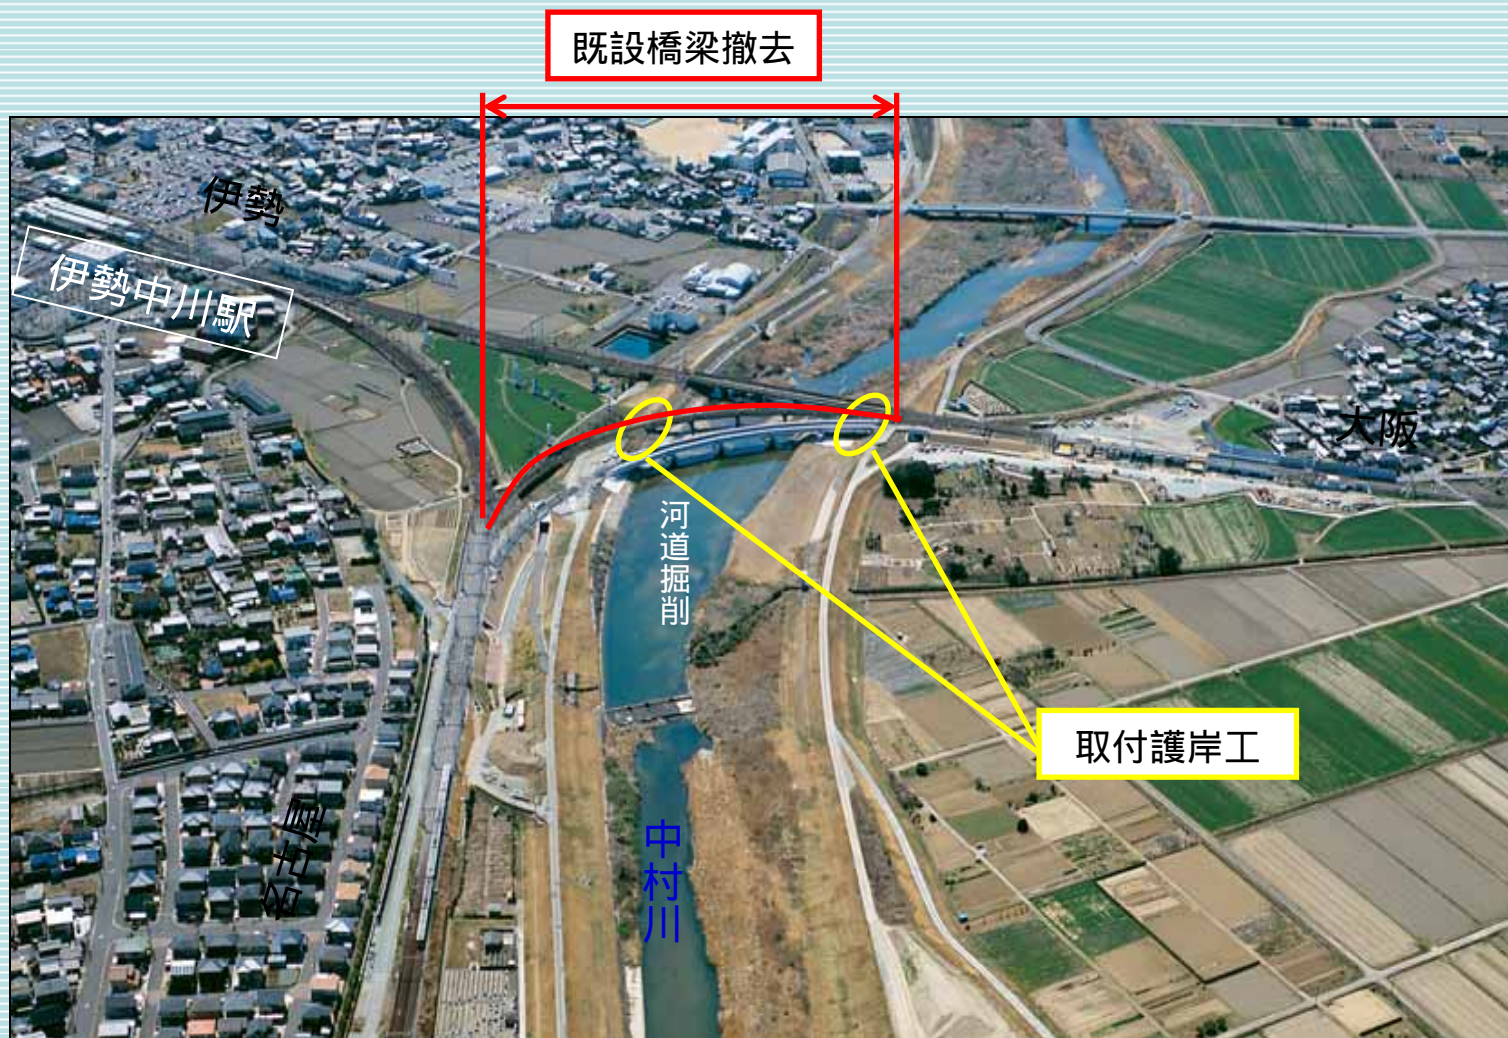 既設橋梁撤去
伊勢
伊勢中川駅
大阪
河道掘削
取付護岸工
名古屋
中村川